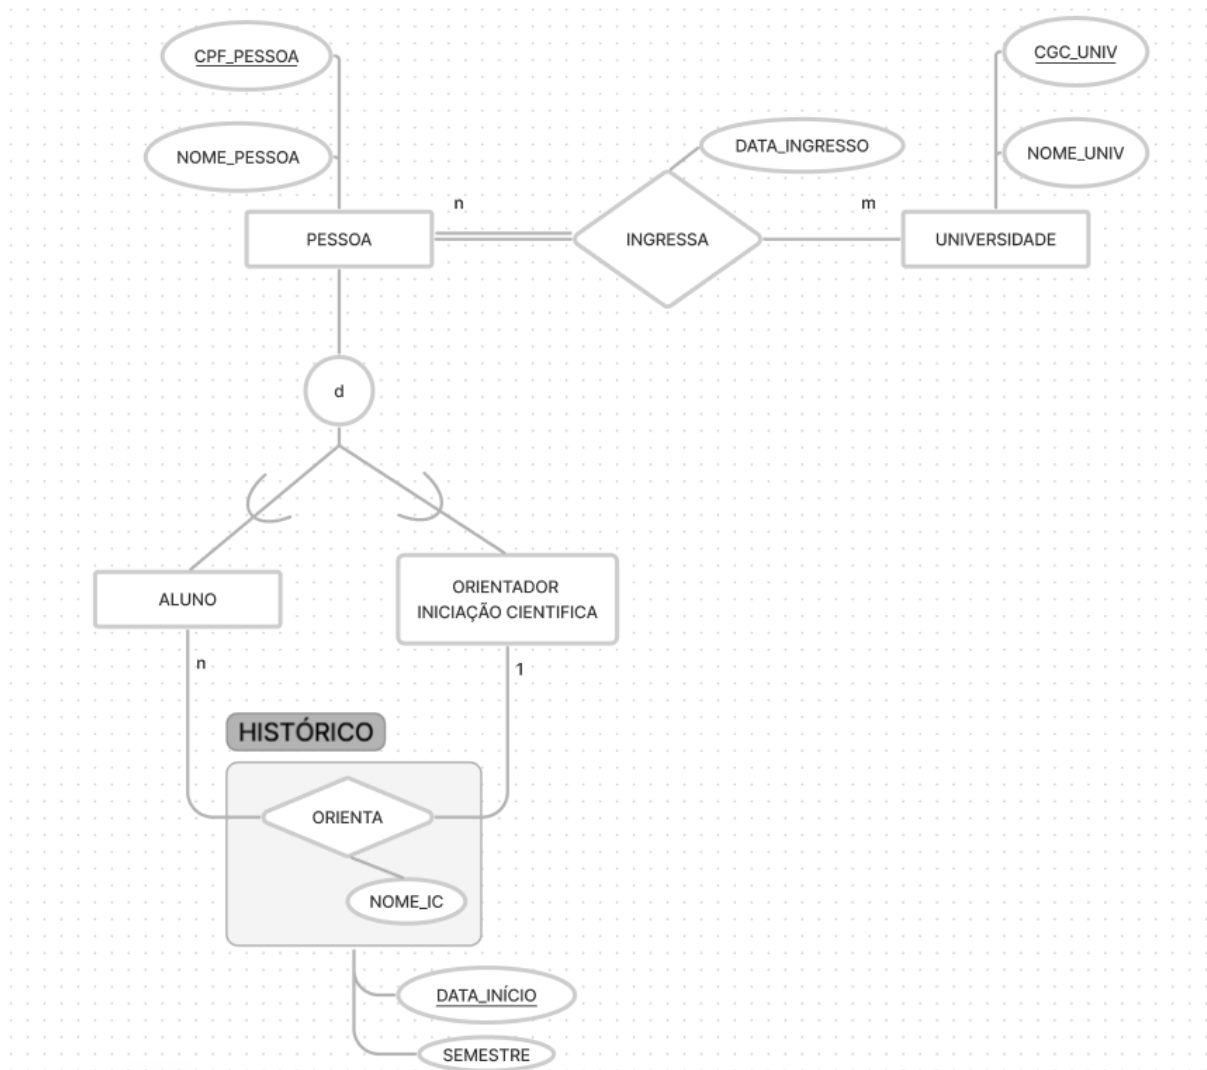 CPF_PESSOA
CGC_UNIV
NOME_PESSOA
DATA_INGRESSO
NOME_UNIV
n
m
PESSOA
INGRESSA
UNIVERSIDADE
d
ALUNO
ORIENTADOR
INICIAÇÃO CIENTIFICA
n
1
HISTÓRICO
ORIENTA
NOME_IC
DATA_INÍCIO
SEMESTRE